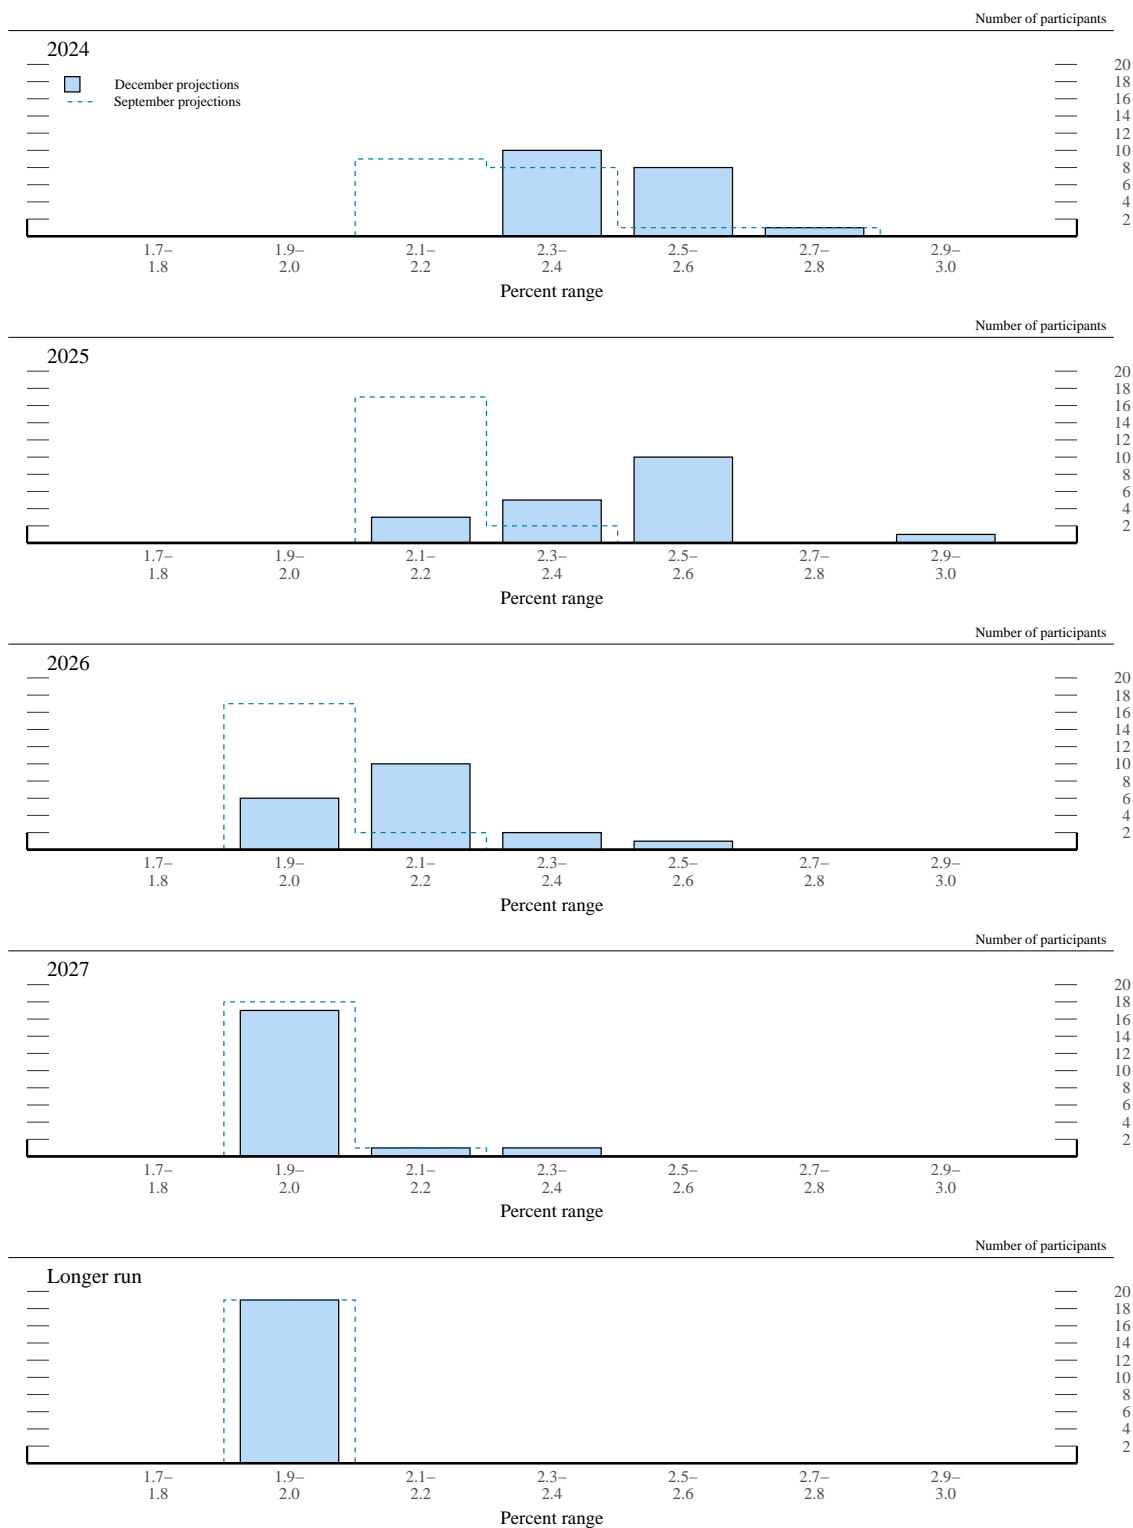 Number of participants
2024
December projections
September projections
20
18
16
14
12
10
8
6
4
2
1.7– 1.9– 2.1– 2.3– 2.5– 2.7– 2.9–
1.8 2.0 2.2 2.4 2.6 2.8 3.0
Percent range
Number of participants
2025
20
18
16
14
12
10
8
6
4
2
1.7– 1.9– 2.1– 2.3– 2.5– 2.7– 2.9–
1.8 2.0 2.2 2.4 2.6 2.8 3.0
Percent range
Number of participants
2026
20
18
16
14
12
10
8
6
4
2
1.7– 1.9– 2.1– 2.3– 2.5– 2.7– 2.9–
1.8 2.0 2.2 2.4 2.6 2.8 3.0
Percent range
Number of participants
2027
20
18
16
14
12
10
8
6
4
2
1.7– 1.9– 2.1– 2.3– 2.5– 2.7– 2.9–
1.8 2.0 2.2 2.4 2.6 2.8 3.0
Percent range
Number of participants
Longer run
20
18
16
14
12
10
8
6
4
2
1.7– 1.9– 2.1– 2.3– 2.5– 2.7– 2.9–
1.8 2.0 2.2 2.4 2.6 2.8 3.0
Percent range